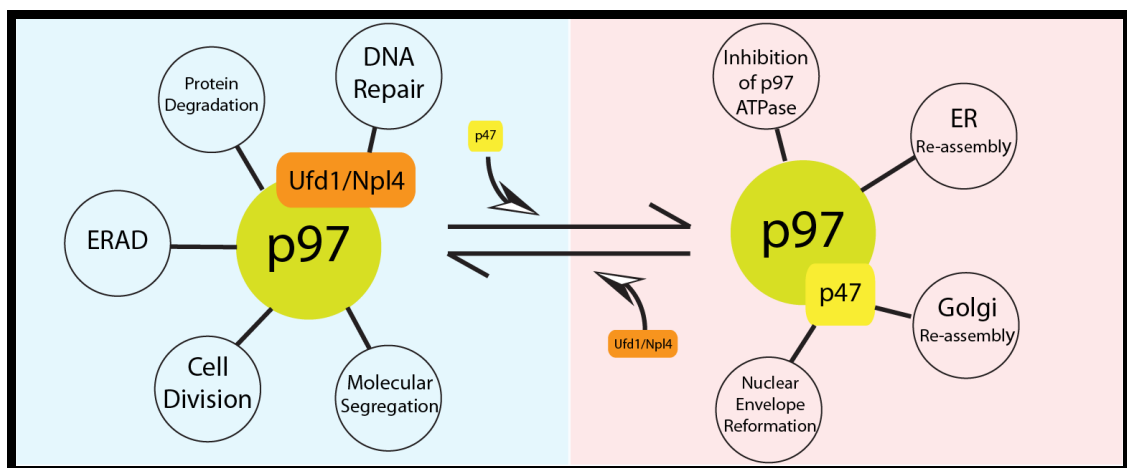 Protein
Degradation
DNA
Repair
Ufd1/Npl4
ERAD
p97
Cell
Division
Molecular
Segregation
p47
Ufd1/Npl4
Inhibition
of p97
ATPase
ER
Re-assembly
p97
p47
Golgi
Re-assembly
Nuclear
Envelope
Reformation